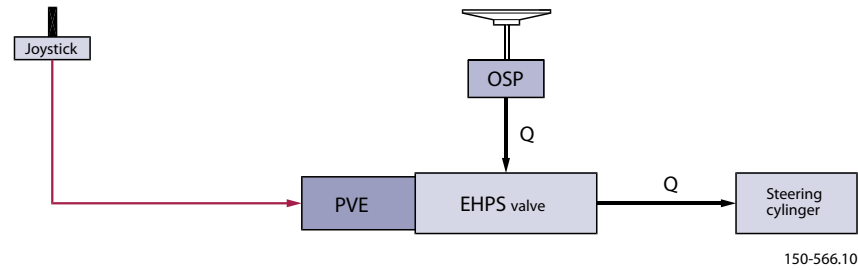 Joystick
OSP
Q
PVE
EHPS valve
Q
Steering
cylinger
150-566.10